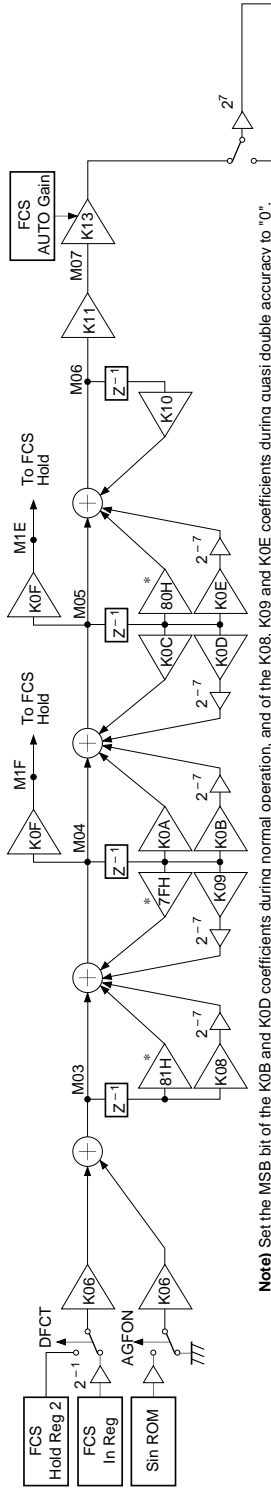 FCS
Hold Reg 2
DFCT
FCS
In Reg
2⁻¹
K06
AGFON
Sin ROM
K06
M03
Z⁻¹
*
81H
K08
2⁻⁷
*
7FH
K09
2⁻⁷
M04
Z⁻¹
K0F
M1F
To FCS
Hold
K0A
K0B
2⁻⁷
K0C
K0D
2⁻⁷
M05
Z⁻¹
K0F
M1E
To FCS
Hold
*
80H
K0E
2⁻⁷
M06
Z⁻¹
K10
K11
M07
FCS
AUTO Gain
K13
2⁷
Note) Set the MSB bit of the K0B and K0D coefficients during normal operation, and of the K08, K09 and K0E coefficients during quasi double accuracy to "0".